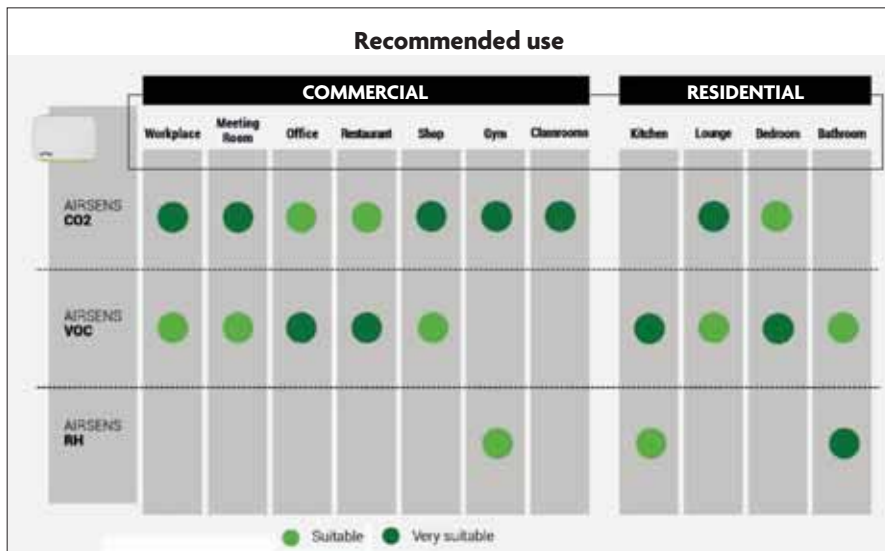 Recommended use
COMMERCIAL RESIDENTIAL
Workplace Meeting Room Office Restaurant Shop Gym Classrooms Kitchen Lounge Bedroom Bathroom
AIRSENS
CO2
AIRSENS
VOC
AIRSENS
RH
Suitable Very suitable